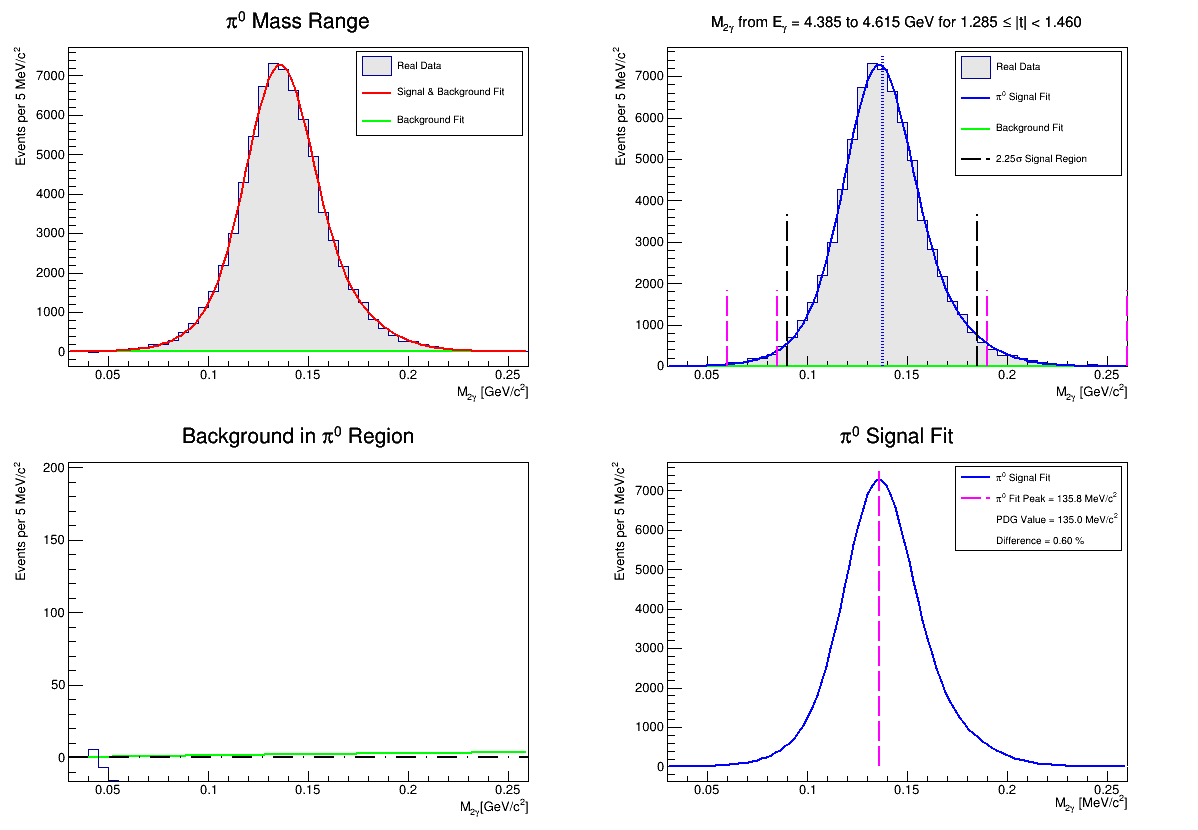 π⁰ Mass Range
Events per 5 MeV/c²
7000
6000
5000
4000
3000
2000
1000
0
Real Data
Signal & Background Fit
Background Fit
0.05 0.1 0.15 0.2 0.25
M₂γ [GeV/c²]
M₂γ from Eγ = 4.385 to 4.615 GeV for 1.285 ≤ |t| < 1.460
Events per 5 MeV/c²
7000
6000
5000
4000
3000
2000
1000
0
Real Data
π⁰ Signal Fit
Background Fit
2.25σ Signal Region
0.05 0.1 0.15 0.2 0.25
M₂γ [GeV/c²]
Background in π⁰ Region
Events per 5 MeV/c²
200
150
100
50
0
0.05 0.1 0.15 0.2 0.25
M₂γ[GeV/c²]
π⁰ Signal Fit
Events per 5 MeV/c²
7000
6000
5000
4000
3000
2000
1000
0
π⁰ Signal Fit
π⁰ Fit Peak = 135.8 MeV/c²
PDG Value = 135.0 MeV/c²
Difference = 0.60 %
0.05 0.1 0.15 0.2 0.25
M₂γ [MeV/c²]